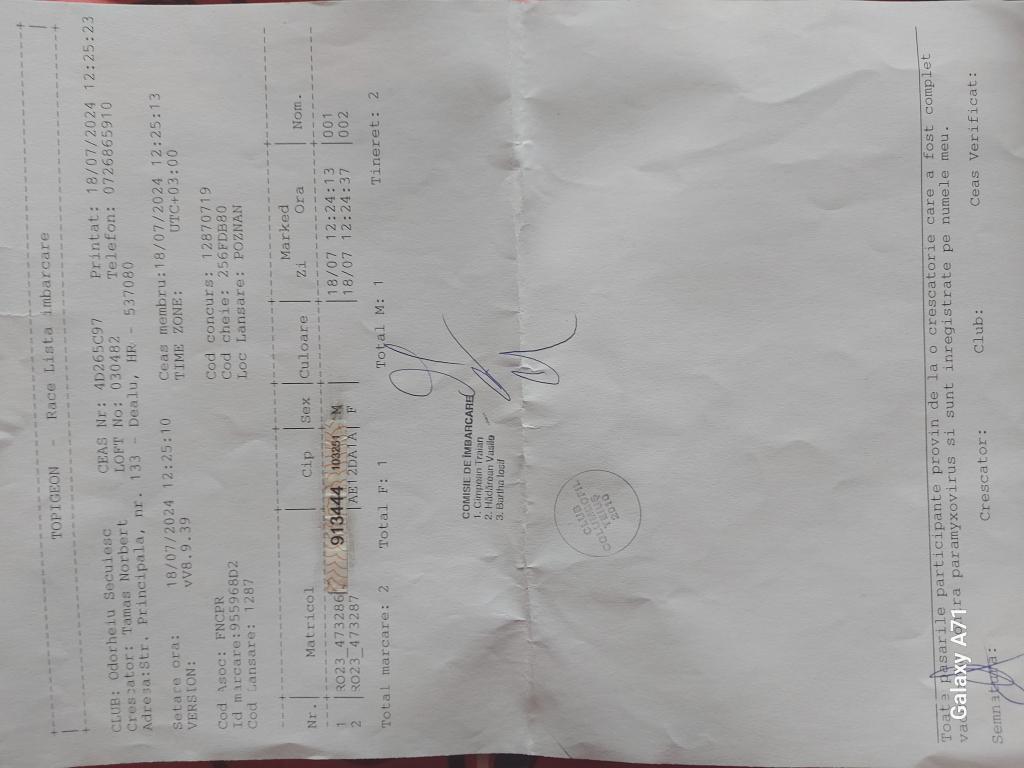 TOPIGEON - Race Lista imbarcare
CLUB: Odorheiu Secuiesc CEAS Nr: 4D265C97 Printat: 18/07/2024 12:25:23
Crescator: Tamas Norbert LOFT No: 030482 Telefon: 0726865910
Adresa:Str. Principala, nr. 133 - Dealu, HR - 537080
Setare ora: 18/07/2024 12:25:10 Ceas membru:18/07/2024 12:25:13
VERSION: vV8.9.39 TIME ZONE: UTC+03:00
Cod Asoc: FNCPR Cod concurs: 12870719
Id marcare:955968D2 Cod cheie: 256FDB80
Cod Lansare: 1287 Loc Lansare: POZNAN
Marked
Nr. | Matricol | Cip | Sex | Culoare | Zi Ora | Nom.
1 | RO23_473286 913444 M | 18/07 12:24:13 | 001
2 | RO23_473287 |AE12DA1A| F | 18/07 12:24:37 | 002
Total marcare: 2 Total F: 1 Total M: 1 Tineret: 2
COMISIE DE ÎMBARCARE
1. Câmpean Traian
2. Hădărean Vasile
3. Bartha Iosif
CLUB
COLUMBOFIL
2010
Toate pasarile participante provin de la o crescatorie care a fost complet
paramyxovirus si sunt inregistrate pe numele meu.
Semnatura: Crescator: Club: Ceas Verificat:
Galaxy A71